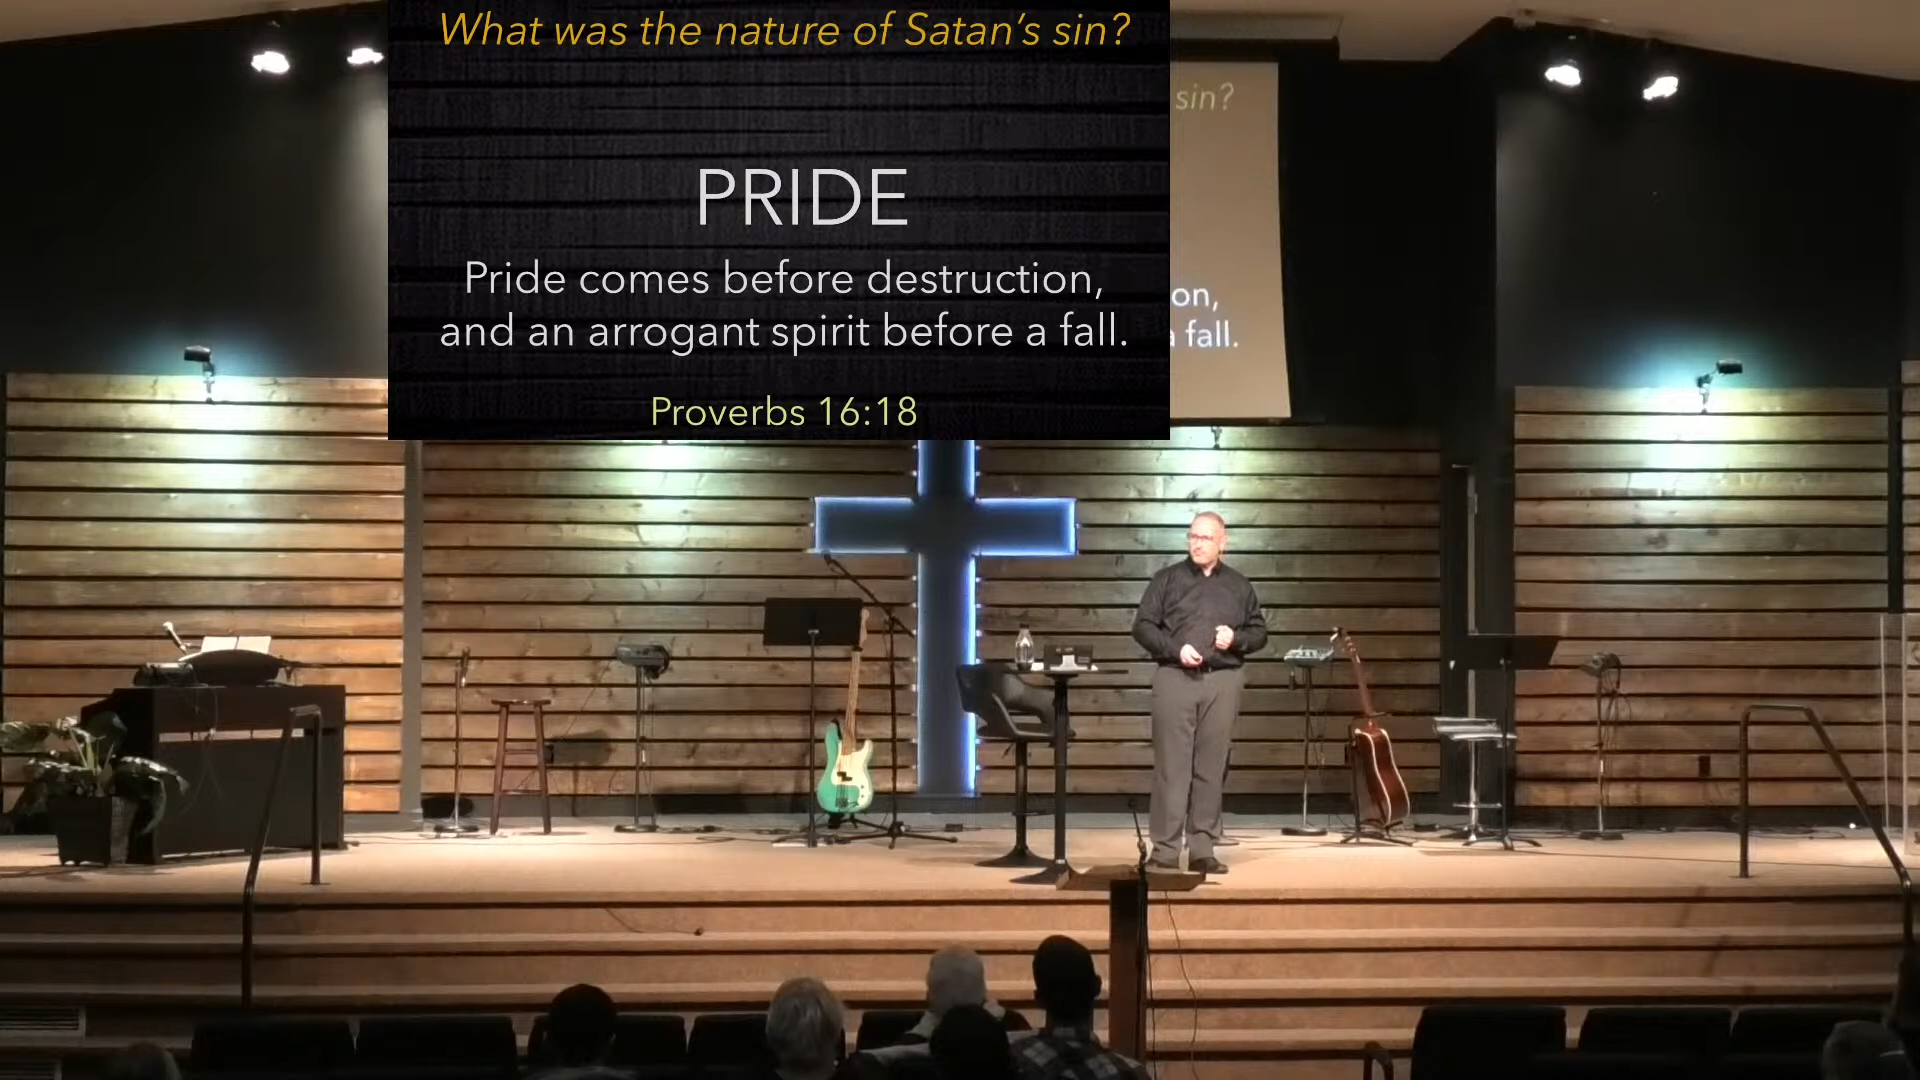 What was the nature of Satan's sin?
PRIDE
Pride comes before destruction,
and an arrogant spirit before a fall.
Proverbs 16:18
sin?
on,
a fall.